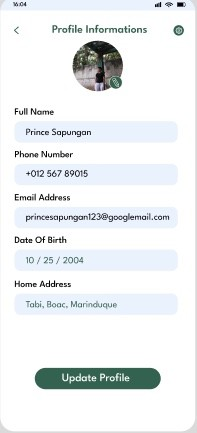 16:04
Profile Informations
Full Name
Prince Sapungan
Phone Number
+012 567 89015
Email Address
princesapungan123@googlemail.com
Date Of Birth
10 / 25 / 2004
Home Address
Tabi, Boac, Marinduque
Update Profile